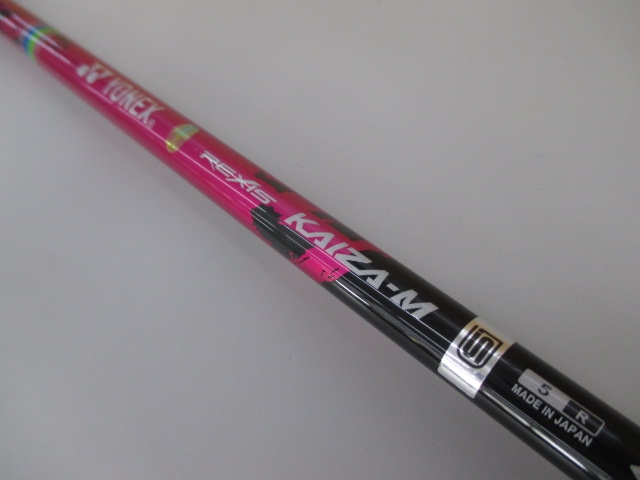 YONEX®
REXIS
KAIZA-M
5 R
MADE IN JAPAN